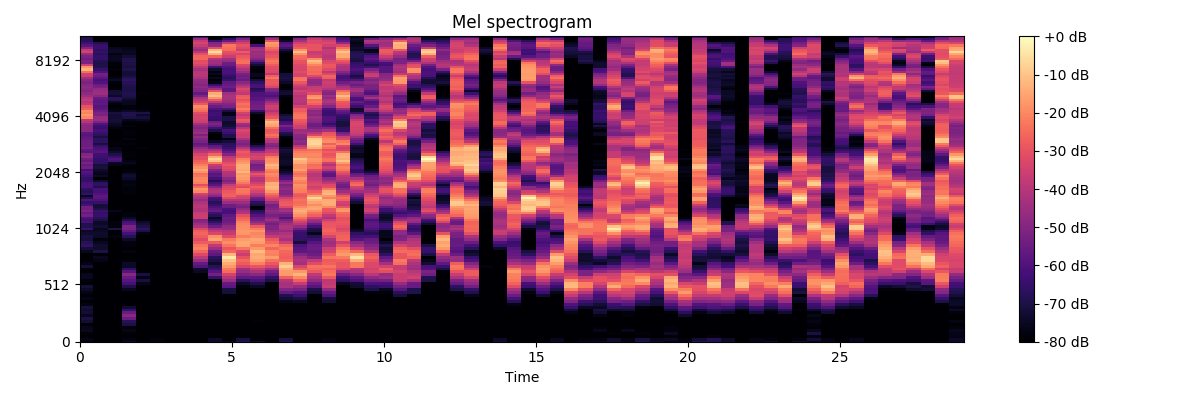 Mel spectrogram
Hz
8192
4096
2048
1024
512
0
0 5 10 15 20 25
Time
+0 dB
-10 dB
-20 dB
-30 dB
-40 dB
-50 dB
-60 dB
-70 dB
-80 dB